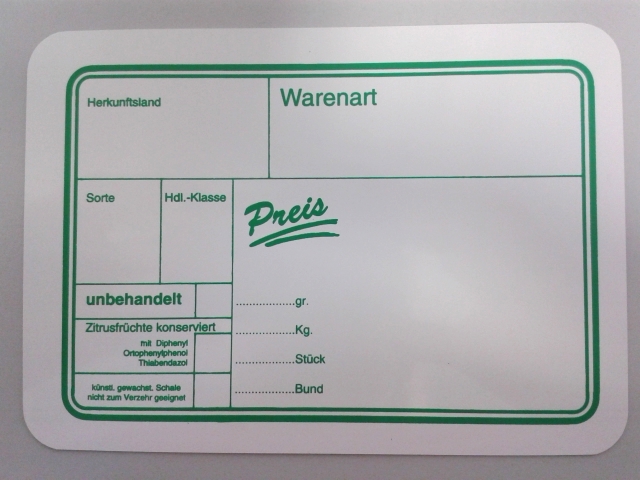 Herkunftsland
Warenart
Sorte
Hdl.-Klasse
Preis
unbehandelt
Zitrusfrüchte konserviert
mit Diphenyl
Ortophenylphenol
Thiabendazol
künstl. gewachst. Schale
nicht zum Verzehr geeignet
..................gr.
..................Kg.
..................Stück
..................Bund